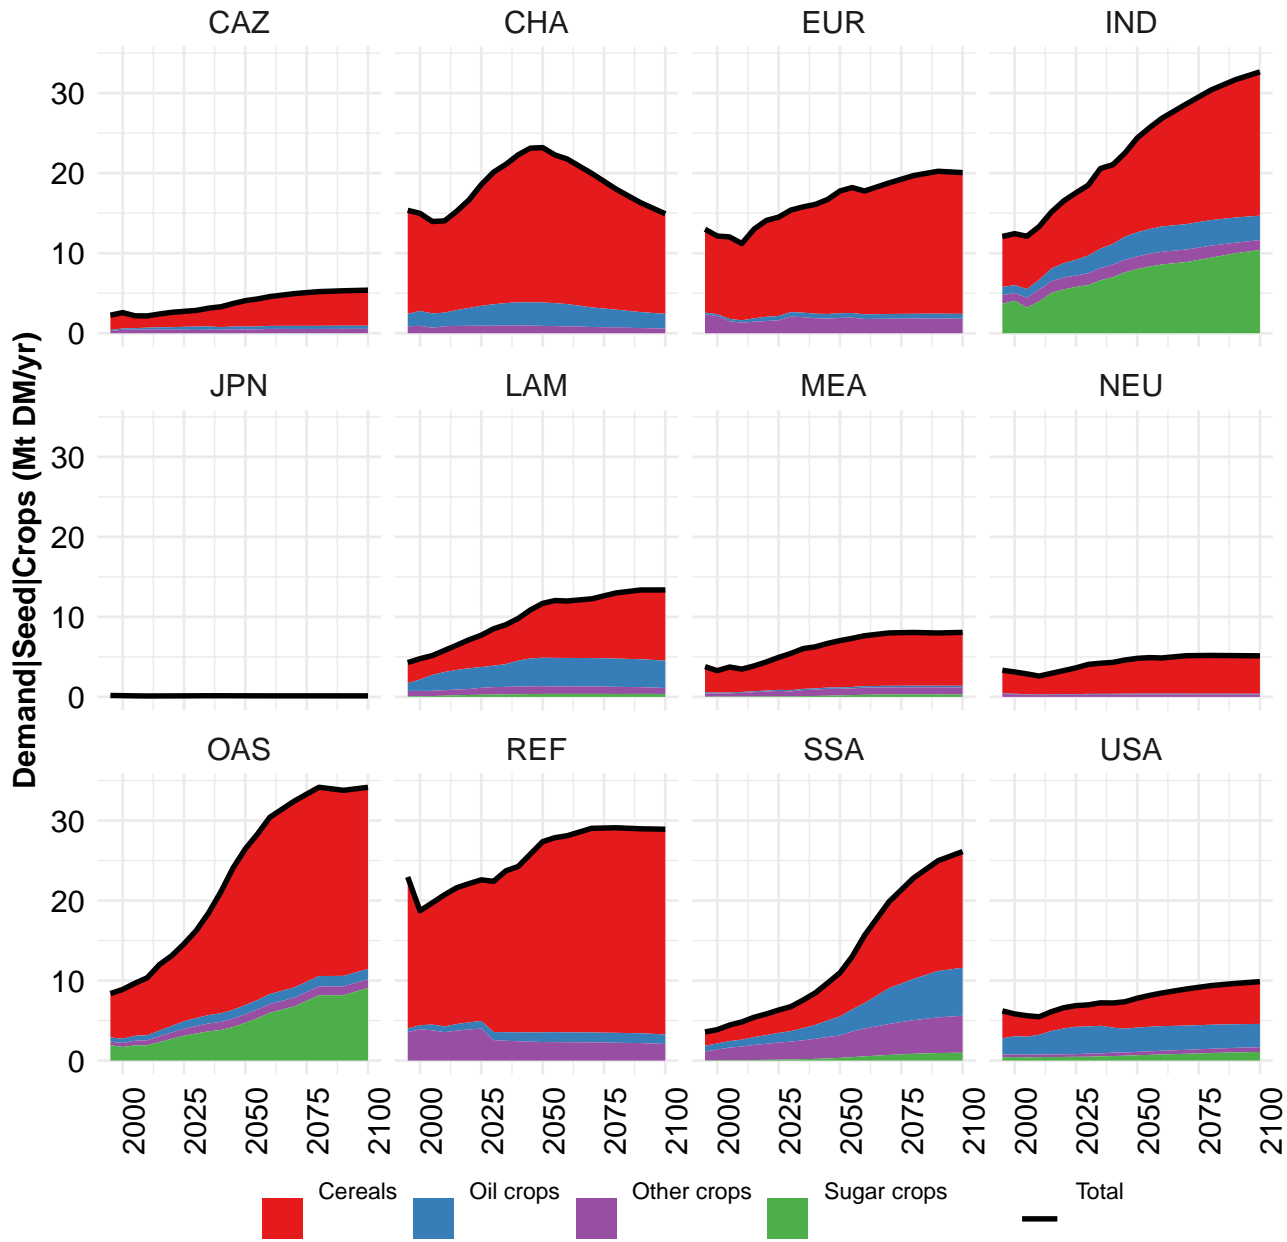 CAZ CHA EUR IND
30
20
10
0
JPN LAM MEA NEU
30
20
10
0
OAS REF SSA USA
30
20
10
0
Demand|Seed|Crops (Mt DM/yr)
2000 2025 2050 2075 2100 2000 2025 2050 2075 2100 2000 2025 2050 2075 2100 2000 2025 2050 2075 2100
Cereals Oil crops Other crops Sugar crops Total